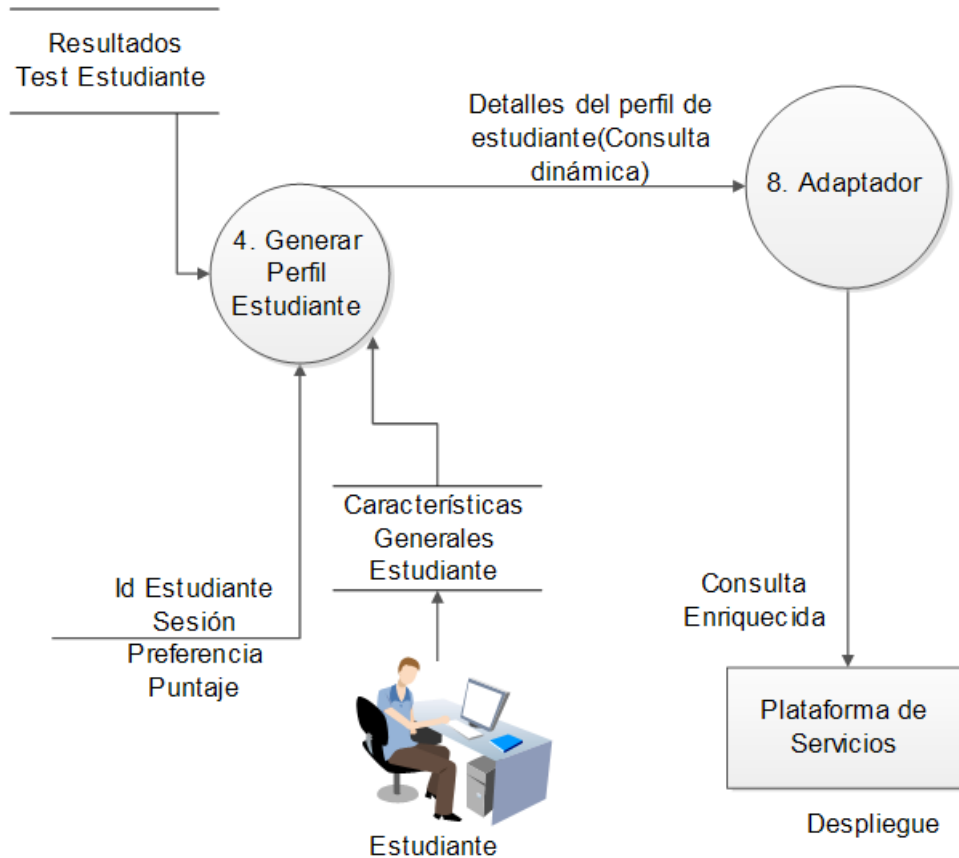 Resultados
Test Estudiante
Detalles del perfil de
estudiante(Consulta
dinámica)
8. Adaptador
4. Generar
Perfil
Estudiante
Característícas
Generales
Estudiante
Id Estudiante
Sesión
Preferencia
Puntaje
Consulta
Enriquecida
Plataforma de
Servicios
Despliegue
Estudiante